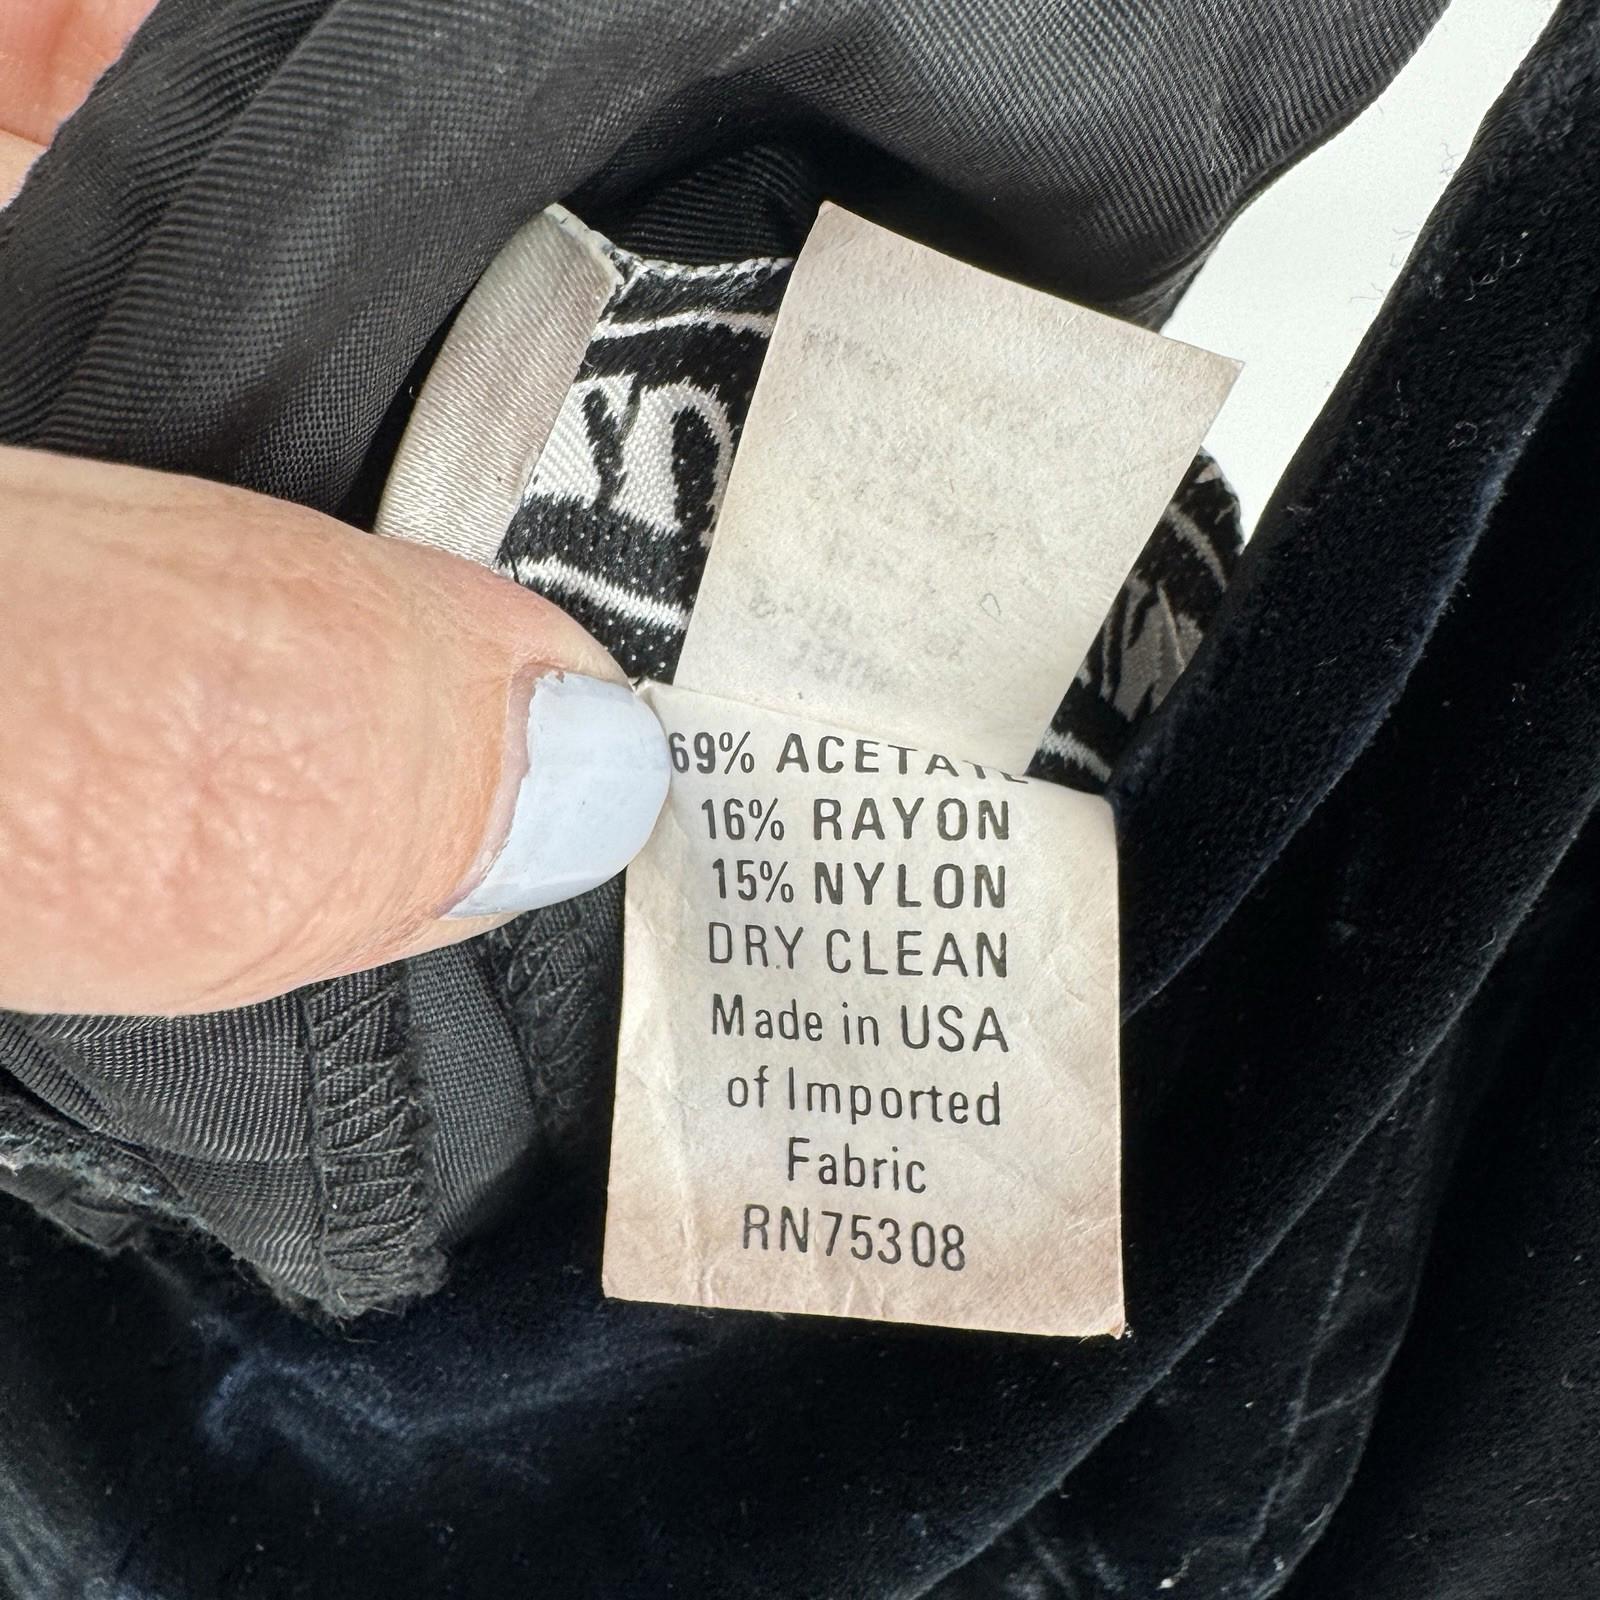 69% ACETATE
16% RAYON
15% NYLON
DRY CLEAN
Made in USA
of Imported
Fabric
RN75308